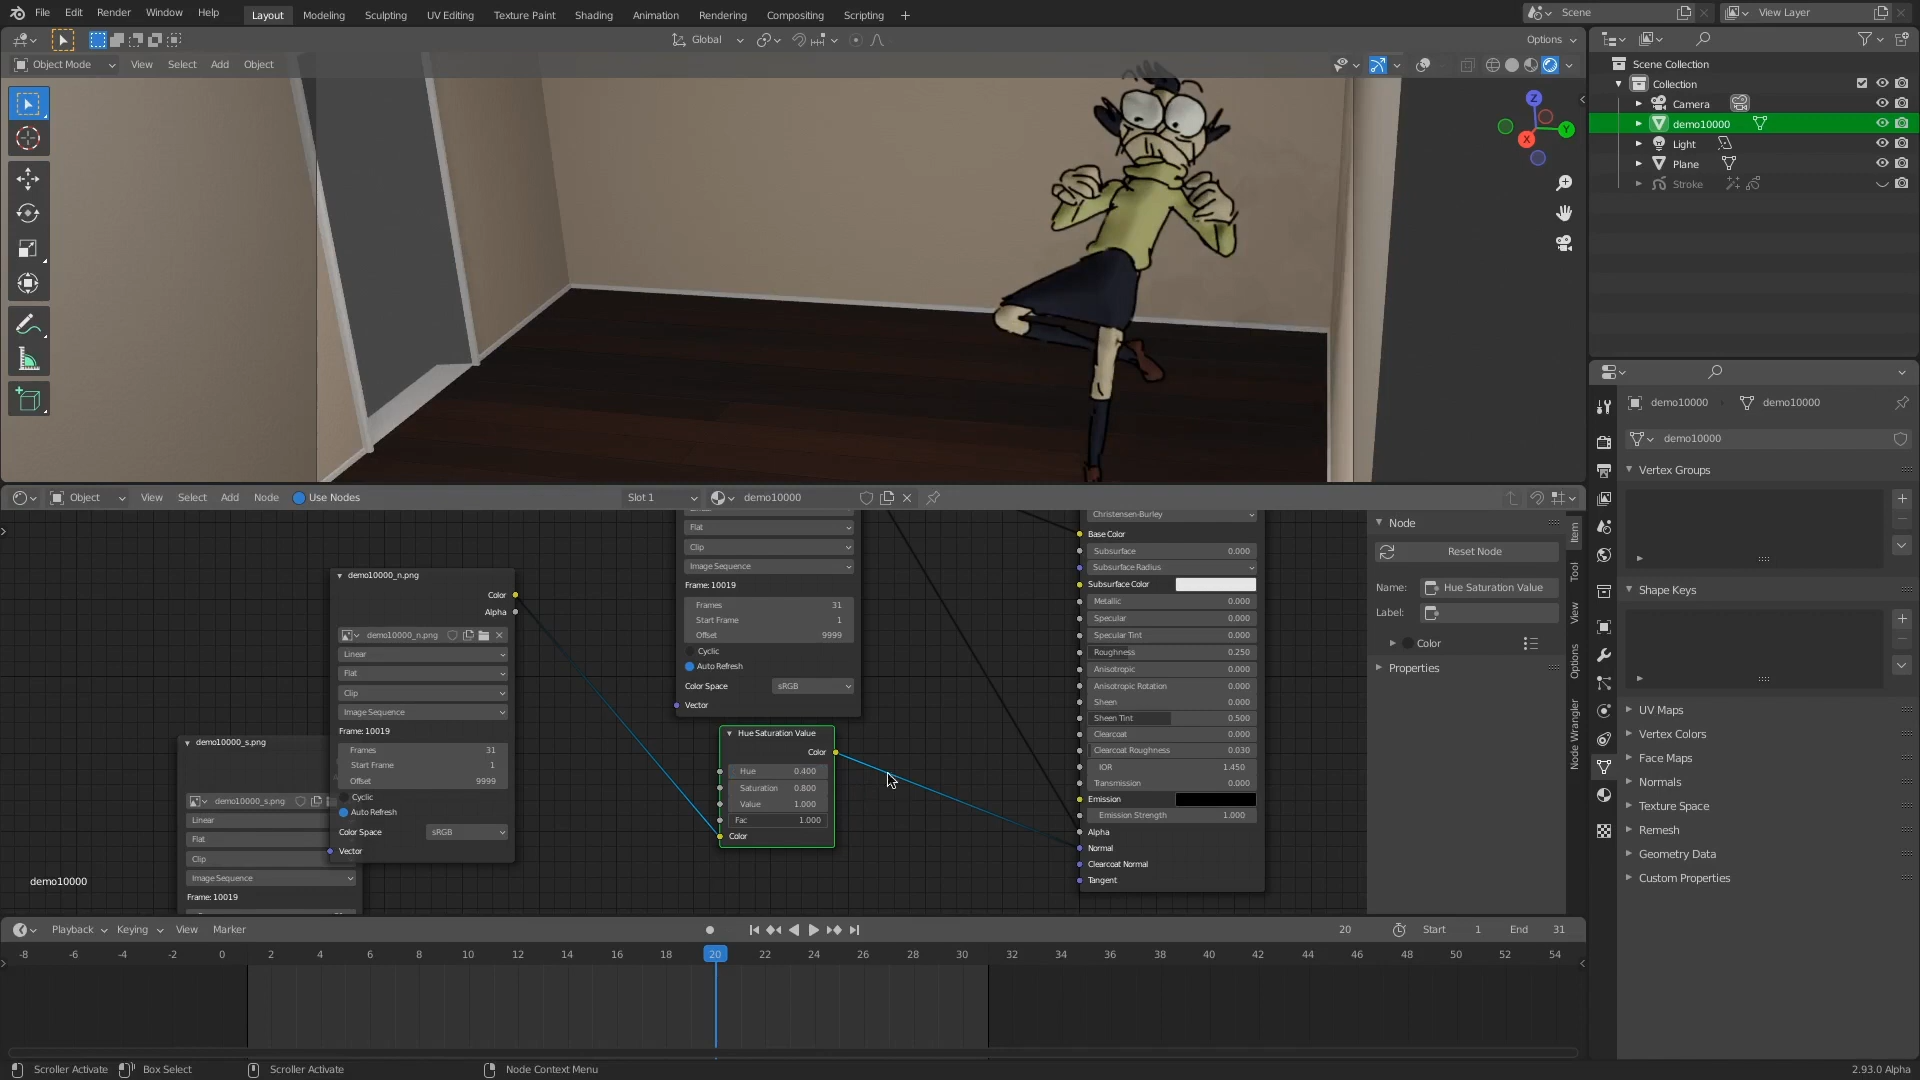 File Edit Render Window Help Layout Modeling Sculpting UV Editing Texture Paint Shading Animation Rendering Compositing Scripting + Scene View Layer
Global Options
Object Mode View Select Add Object
Z
Y
X
Scene Collection
Collection
Camera
demo10000
Light
Plane
Stroke
demo10000 demo10000
demo10000
Vertex Groups
Shape Keys
UV Maps
Vertex Colors
Face Maps
Normals
Texture Space
Remesh
Geometry Data
Custom Properties
Object View Select Add Node Use Nodes Slot 1 demo10000
demo10000_n.png
Color
Alpha
demo10000_n.png
Linear
Flat
Clip
Image Sequence
Frame: 10019
Frames 31
Start Frame 1
Offset 9999
Cyclic
Auto Refresh
Color Space sRGB
Vector
demo10000_s.png
demo10000_s.png
Linear
Flat
Clip
Image Sequence
Frame: 10019
demo10000
Flat
Clip
Image Sequence
Frame: 10019
Frames 31
Start Frame 1
Offset 9999
Cyclic
Auto Refresh
Color Space sRGB
Vector
Hue Saturation Value
Color
Hue 0.400
Saturation 0.800
Value 1.000
Fac 1.000
Color
Christensen-Burley
Base Color
Subsurface 0.000
Subsurface Radius
Subsurface Color
Metallic 0.000
Specular 0.000
Specular Tint 0.000
Roughness 0.250
Anisotropic 0.000
Anisotropic Rotation 0.000
Sheen 0.000
Sheen Tint 0.500
Clearcoat 0.000
Clearcoat Roughness 0.030
IOR 1.450
Transmission 0.000
Emission
Emission Strength 1.000
Alpha
Normal
Clearcoat Normal
Tangent
Node
Reset Node
Name: Hue Saturation Value
Label:
Color
Properties
Item
Tool
View
Options
Node Wrangler
Playback Keying View Marker 20 Start 1 End 31
-8 -6 -4 -2 0 2 4 6 8 10 12 14 16 18 20 22 24 26 28 30 32 34 36 38 40 42 44 46 48 50 52 54
Scroller Activate Box Select Scroller Activate Node Context Menu 2.93.0 Alpha